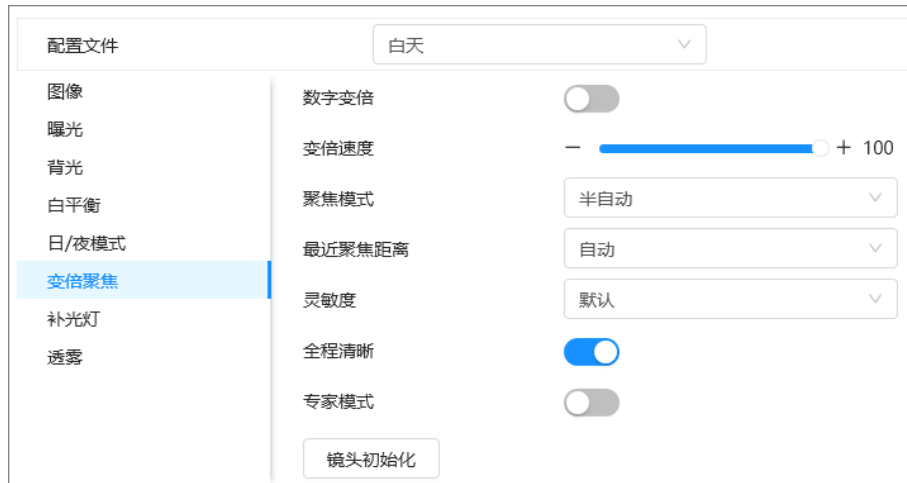 配置文件 白天
图像
曝光
背光
白平衡
日/夜模式
变倍聚焦
补光灯
透雾
数字变倍
变倍速度 − + 100
聚焦模式 半自动
最近聚焦距离 自动
灵敏度 默认
全程清晰
专家模式
镜头初始化